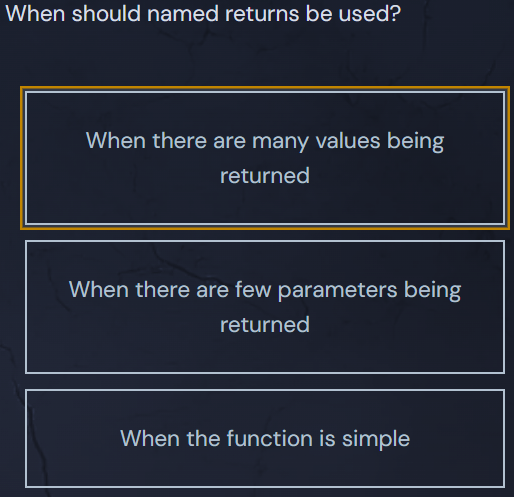 When should named returns be used?
When there are many values being
returned
When there are few parameters being
returned
When the function is simple